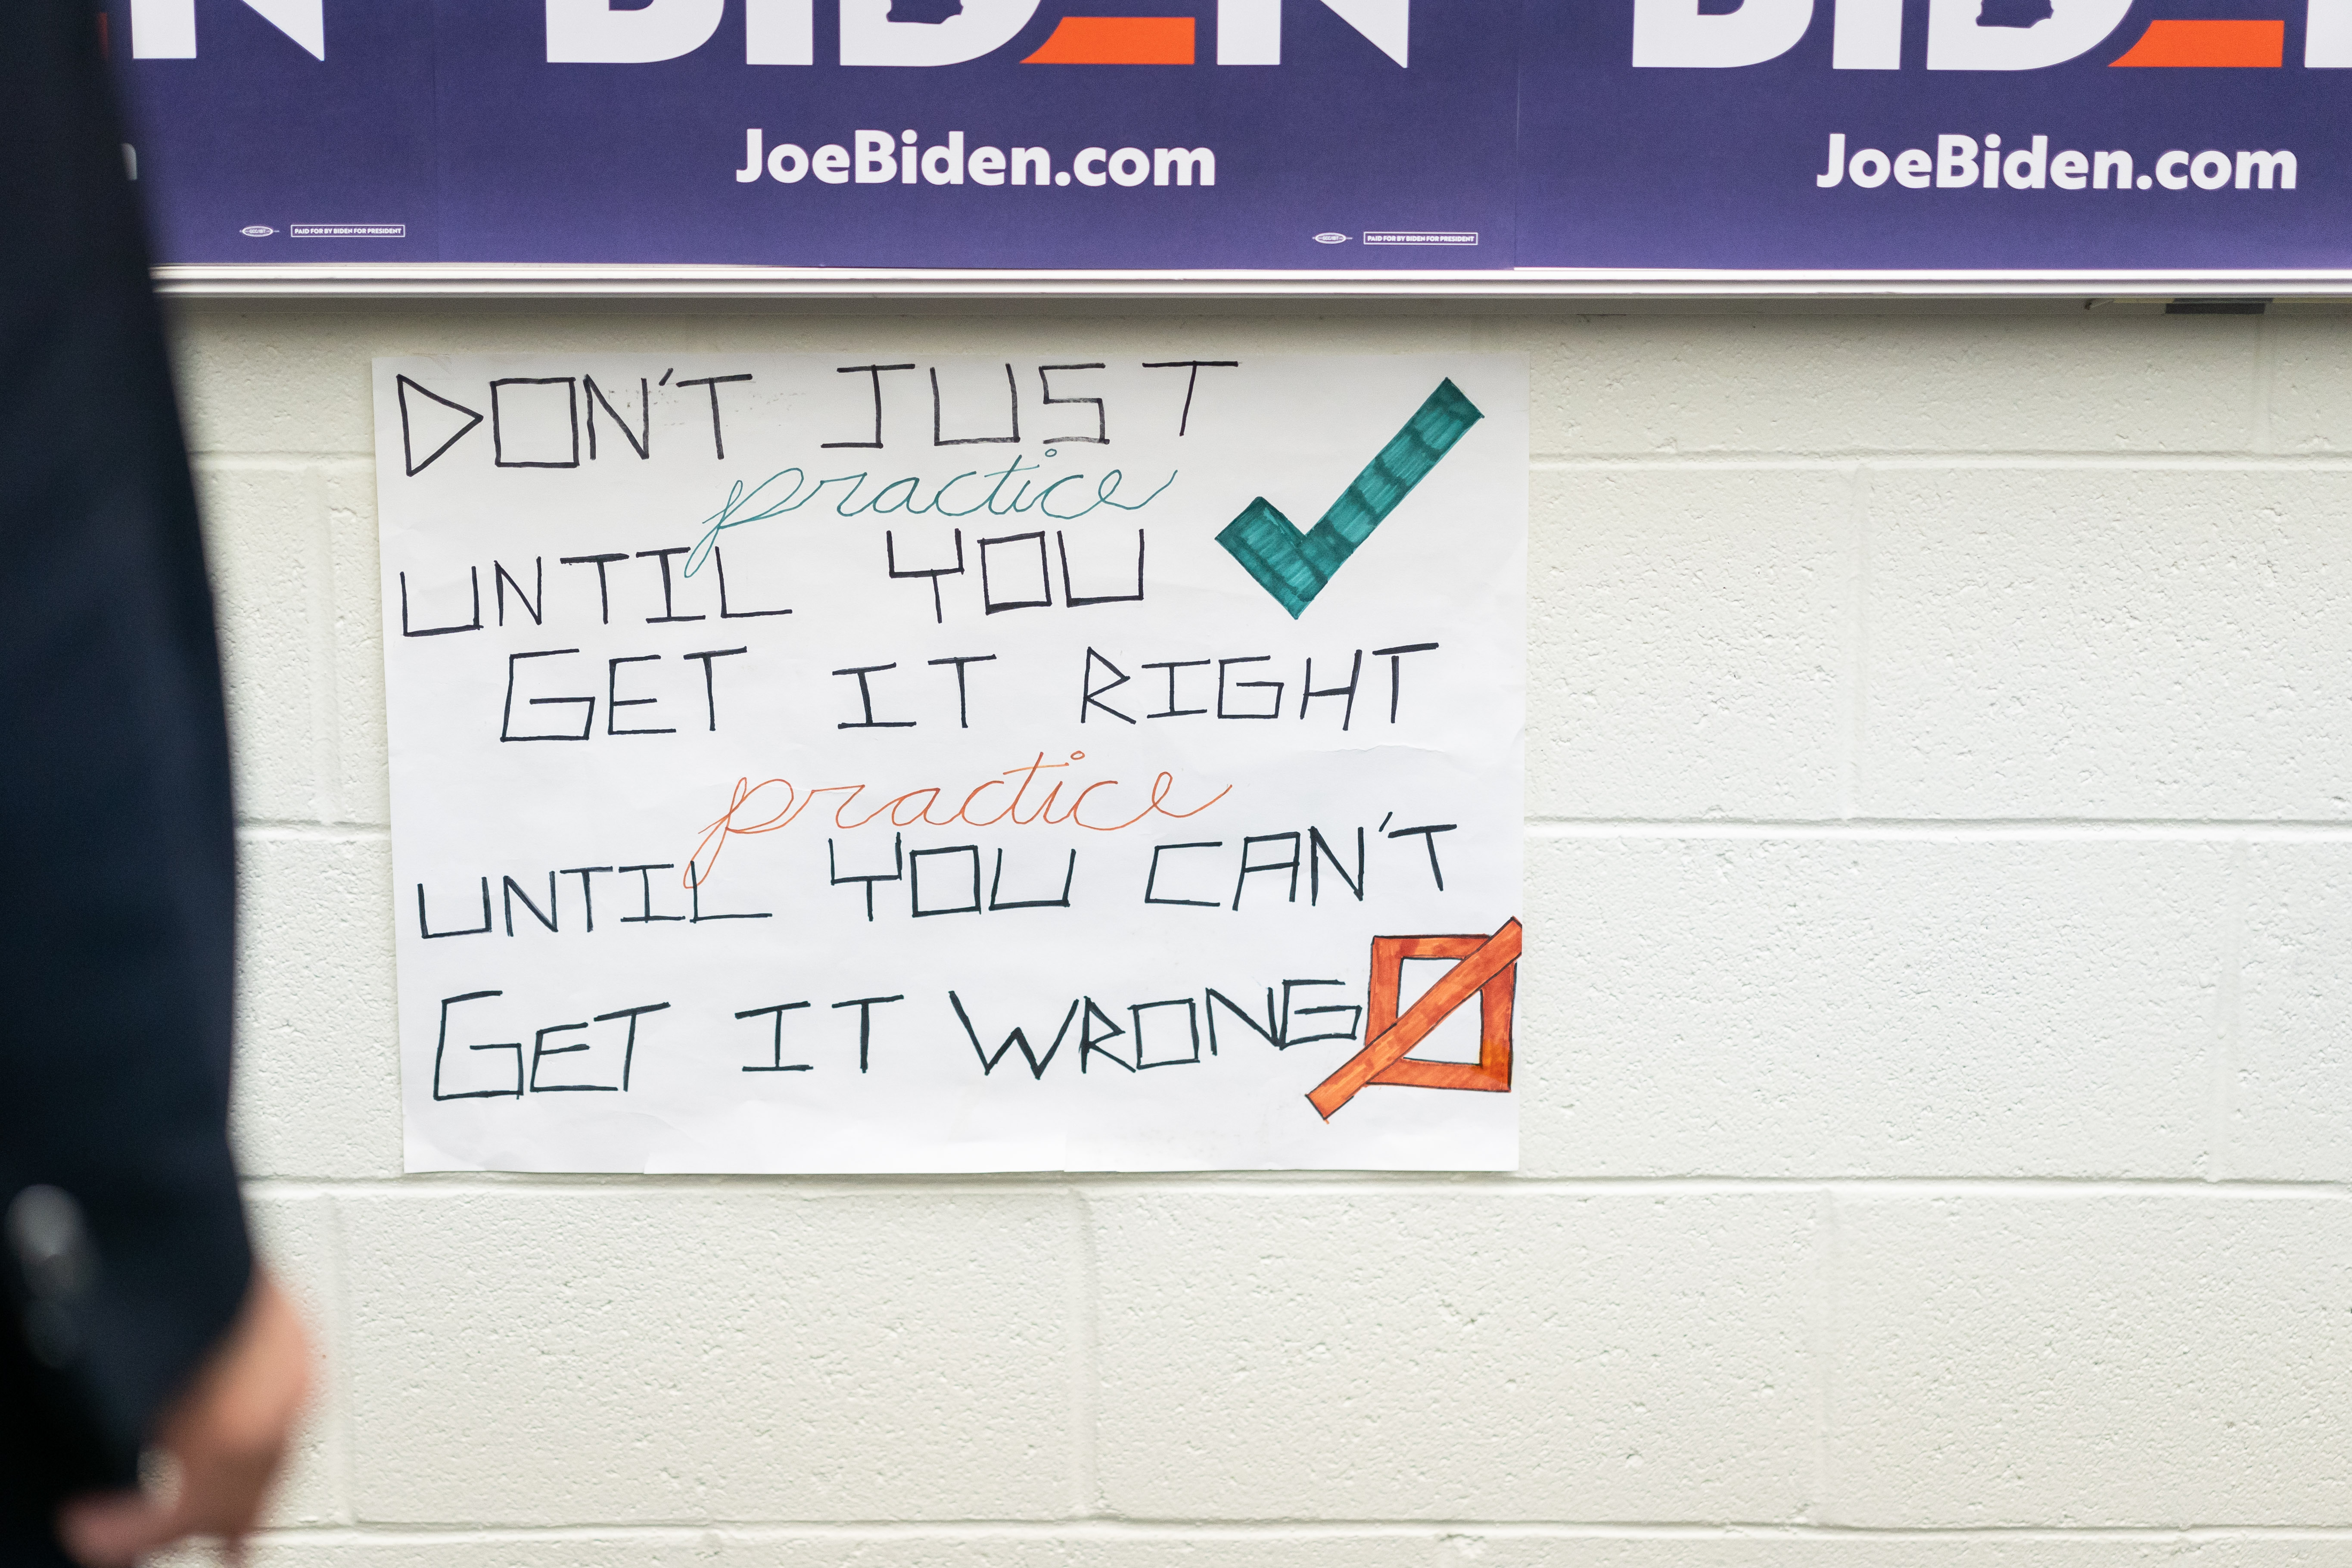 BIDEN
JoeBiden.com
PAID FOR BY BIDEN FOR PRESIDENT
JoeBiden.com
PAID FOR BY BIDEN FOR PRESIDENT
DON'T JUST
practice
UNTIL YOU
GET IT RIGHT
practice
UNTIL YOU CAN'T
GET IT WRONG